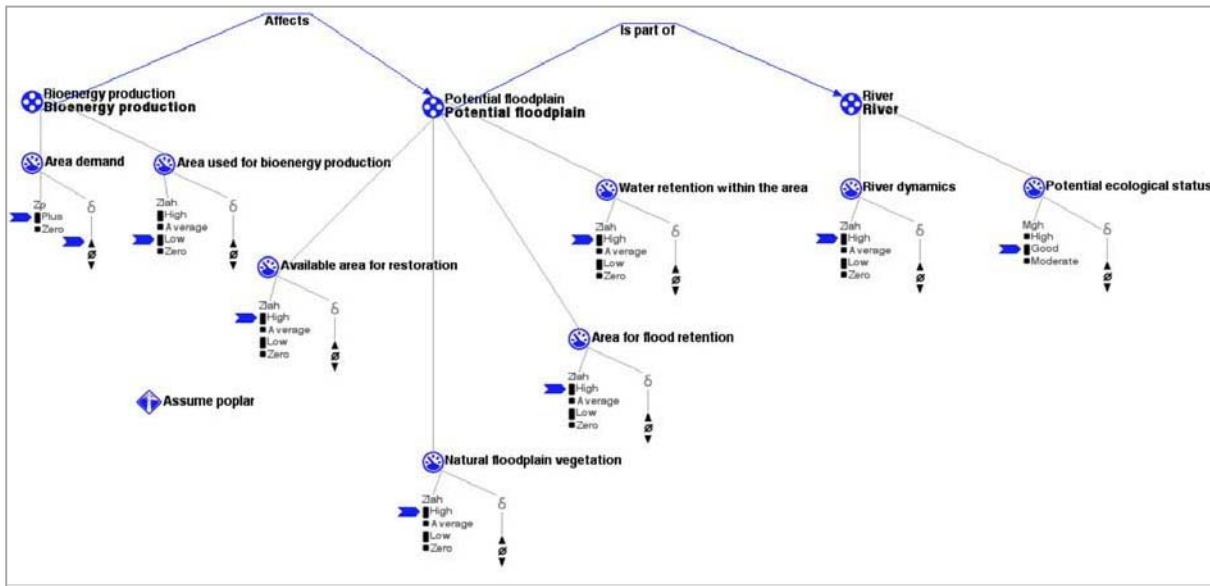 Affects
Is part of
Bioenergy production
Bioenergy production
Potential floodplain
Potential floodplain
River
River
Area demand
Zp
Plus
Zero
δ
Area used for bioenergy production
Zlah
High
Average
Low
Zero
δ
Available area for restoration
Zlah
High
Average
Low
Zero
δ
Natural floodplain vegetation
Zlah
High
Average
Low
Zero
δ
Area for flood retention
Zlah
High
Average
Low
Zero
δ
Water retention within the area
Zlah
High
Average
Low
Zero
δ
River dynamics
Zlah
High
Average
Low
Zero
δ
Potential ecological status
Mgh
High
Good
Moderate
δ
Assume poplar